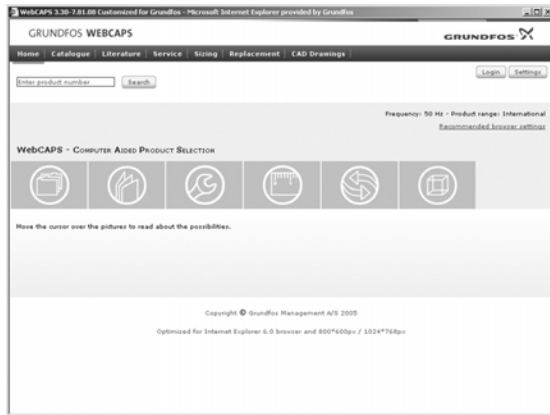 WebCAPS 3.30-7.01.08 Customized for Grundfos - Microsoft Internet Explorer provided by Grundfos
GRUNDFOS WEBCAPS
GRUNDFOS
Home Catalogue Literature Service Sizing Replacement CAD Drawings
Login Settings
Enter product number Search
Frequency: 50 Hz - Product range: International
Recommended browser settings
WebCAPS - Computer Aided Product Selection
Move the cursor over the pictures to read about the possibilities.
Copyright © Grundfos Management A/S 2005
Optimized for Internet Explorer 6.0 browser and 800*600px / 1024*768px